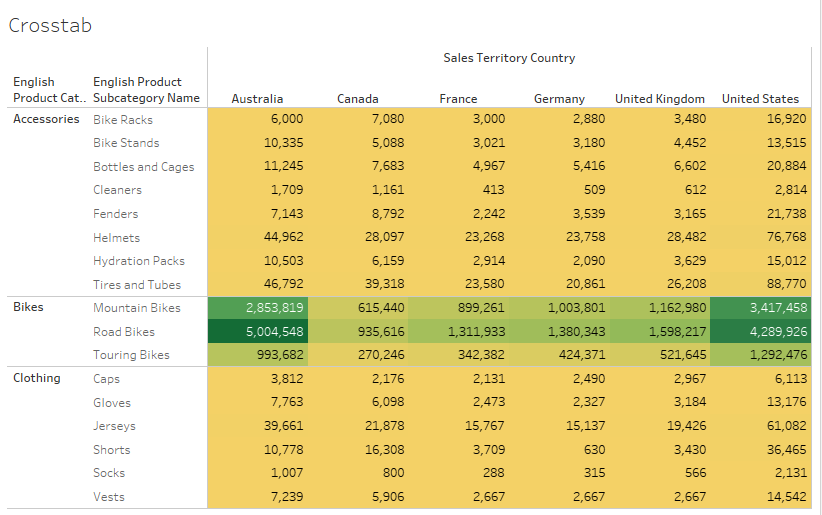 Crosstab
Sales Territory Country
English Product Cat.. English Product Subcategory Name Australia Canada France Germany United Kingdom United States
Accessories Bike Racks 6,000 7,080 3,000 2,880 3,480 16,920
Bike Stands 10,335 5,088 3,021 3,180 4,452 13,515
Bottles and Cages 11,245 7,683 4,967 5,416 6,602 20,884
Cleaners 1,709 1,161 413 509 612 2,814
Fenders 7,143 8,792 2,242 3,539 3,165 21,738
Helmets 44,962 28,097 23,268 23,758 28,482 76,768
Hydration Packs 10,503 6,159 2,914 2,090 3,629 15,012
Tires and Tubes 46,792 39,318 23,580 20,861 26,208 88,770
Bikes Mountain Bikes 2,853,819 615,440 899,261 1,003,801 1,162,980 3,417,458
Road Bikes 5,004,548 935,616 1,311,933 1,380,343 1,598,217 4,289,926
Touring Bikes 993,682 270,246 342,382 424,371 521,645 1,292,476
Clothing Caps 3,812 2,176 2,131 2,490 2,967 6,113
Gloves 7,763 6,098 2,473 2,327 3,184 13,176
Jerseys 39,661 21,878 15,767 15,137 19,426 61,082
Shorts 10,778 16,308 3,709 630 3,430 36,465
Socks 1,007 800 288 315 566 2,131
Vests 7,239 5,906 2,667 2,667 2,667 14,542